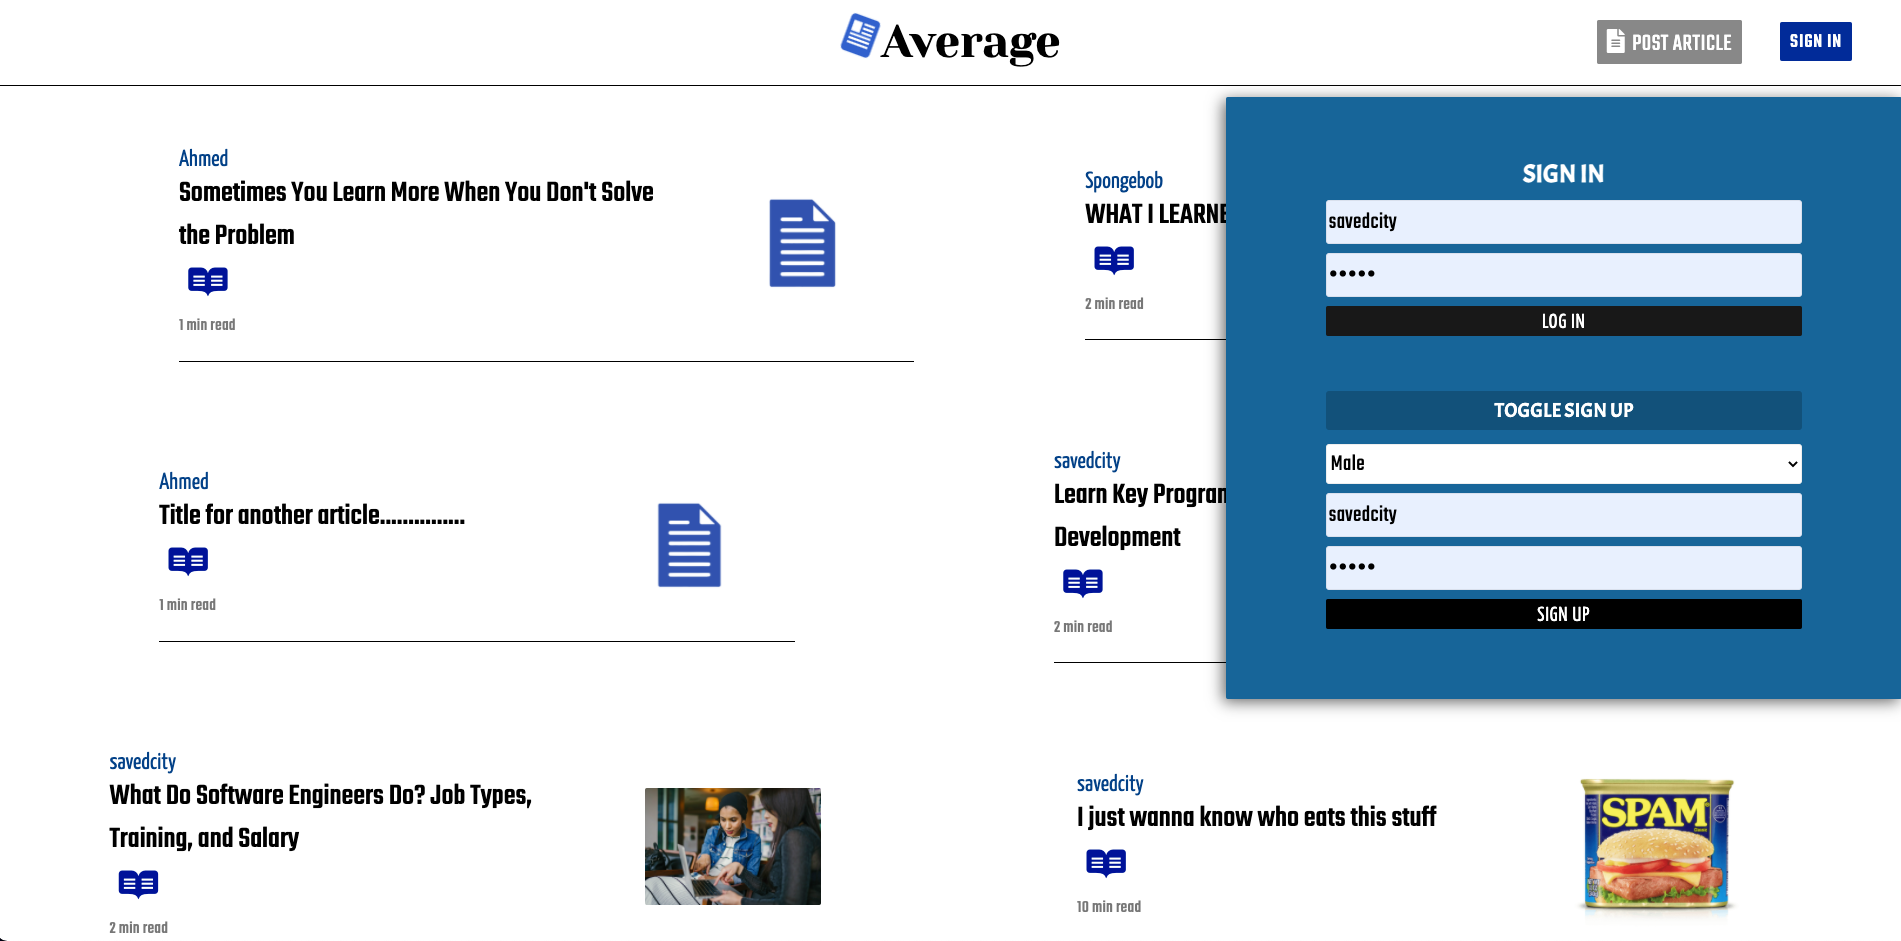 Average
POST ARTICLE
SIGN IN
Ahmed
Sometimes You Learn More When You Don't Solve
the Problem
1 min read
Spongebob
WHAT I LEARNE
2 min read
Ahmed
Title for another article...............
1 min read
savedcity
Learn Key Program
Development
2 min read
savedcity
What Do Software Engineers Do? Job Types,
Training, and Salary
2 min read
savedcity
I just wanna know who eats this stuff
10 min read
SPAM
SIGN IN
savedcity
•••••
LOG IN
TOGGLE SIGN UP
Male
savedcity
•••••
SIGN UP